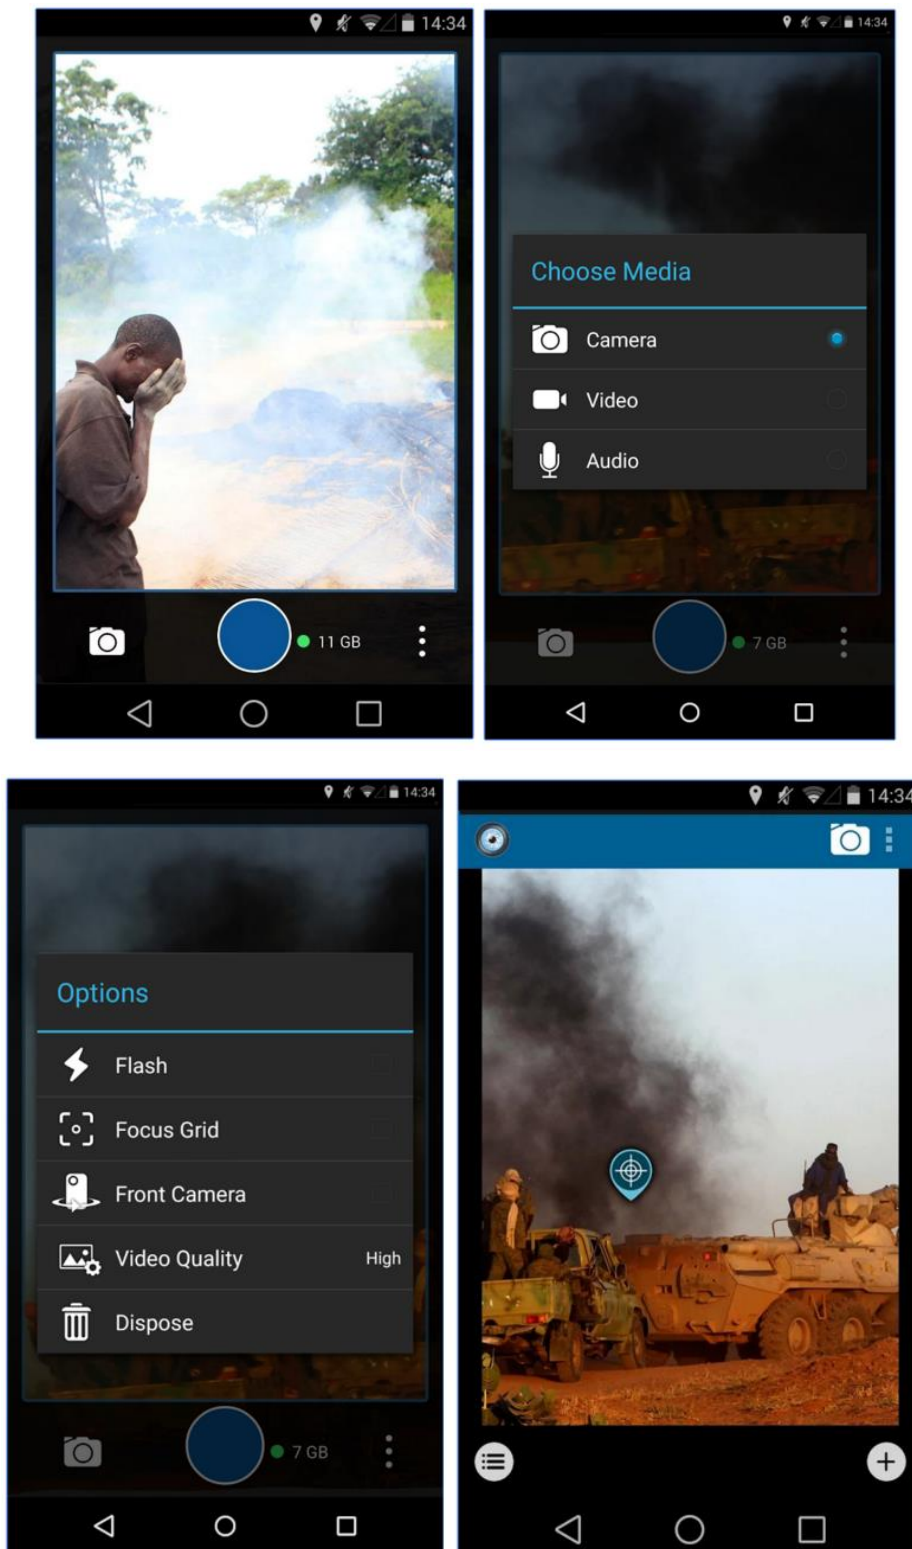 14:34
11 GB
14:34
Choose Media
Camera
Video
Audio
7 GB
14:34
Options
Flash
Focus Grid
Front Camera
Video Quality High
Dispose
7 GB
14:34